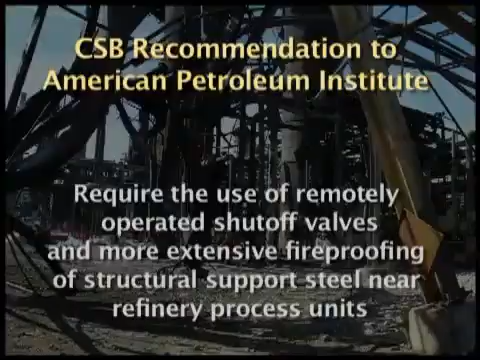 CSB Recommendation to
American Petroleum Institute
Require the use of remotely
operated shutoff valves
and more extensive fireproofing
of structural support steel near
refinery process units